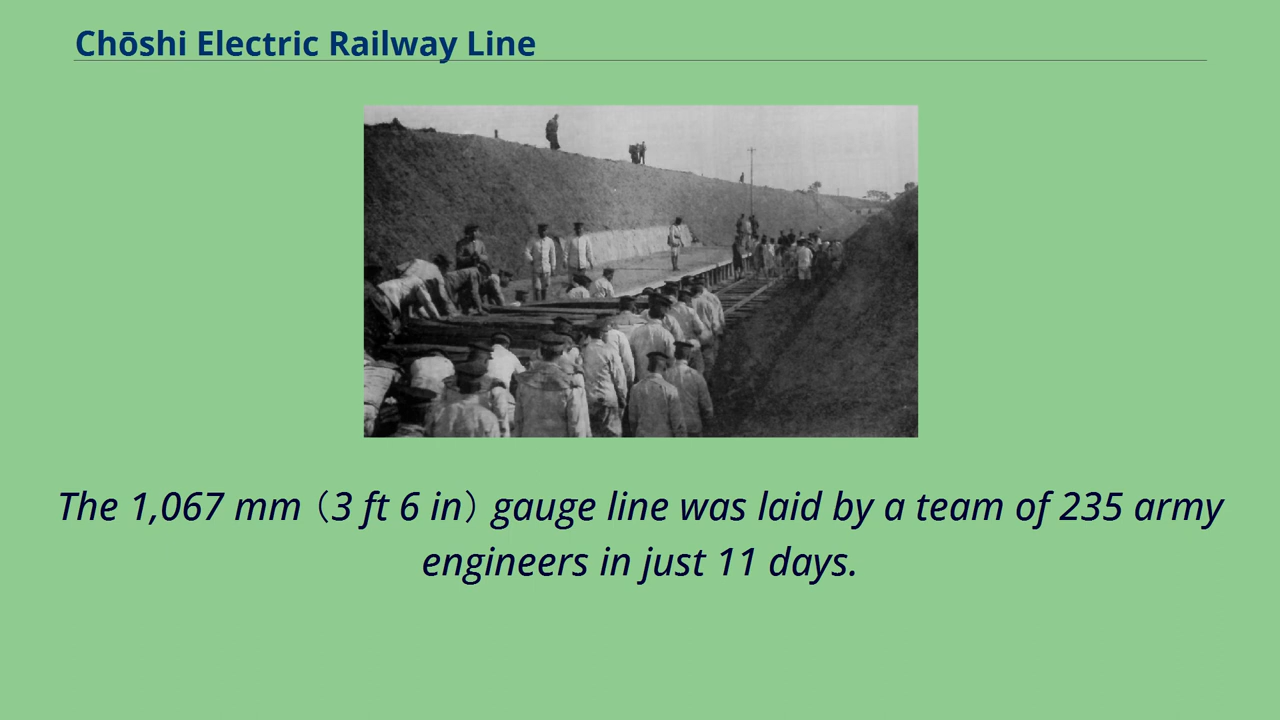 Chōshi Electric Railway Line
The 1,067 mm（3 ft 6 in）gauge line was laid by a team of 235 army
engineers in just 11 days.